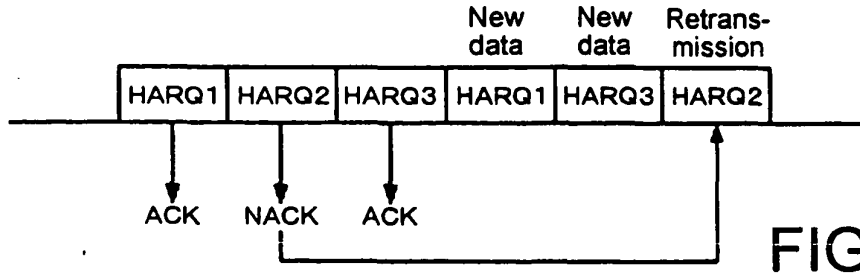 New data New data Retrans-mission
HARQ1 HARQ2 HARQ3 HARQ1 HARQ3 HARQ2
ACK NACK ACK
FIG